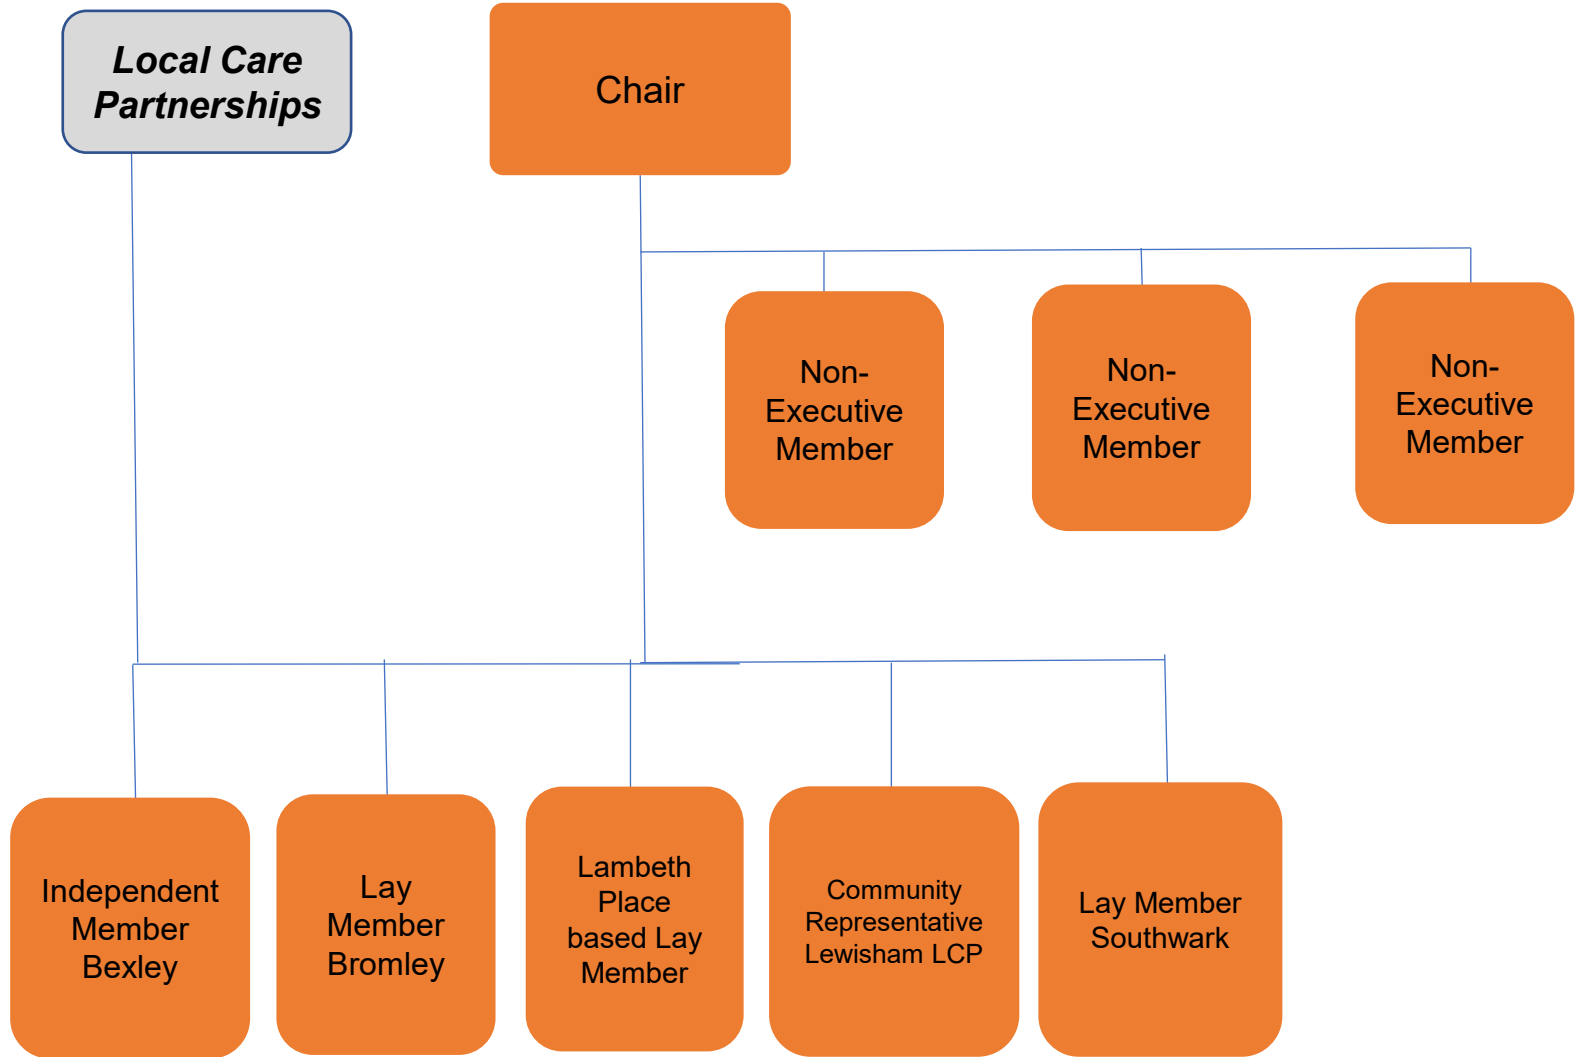 Local Care
Partnerships
Chair
Non-
Executive
Member
Non-
Executive
Member
Non-
Executive
Member
Independent
Member
Bexley
Lay
Member
Bromley
Lambeth
Place
based Lay
Member
Community
Representative
Lewisham LCP
Lay Member
Southwark